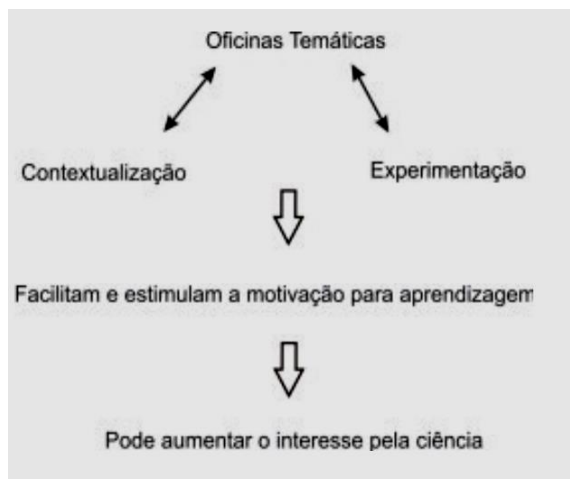 Oficinas Temáticas
Contextualização
Experimentação
Facilitam e estimulam a motivação para aprendizagem
Pode aumentar o interesse pela ciência